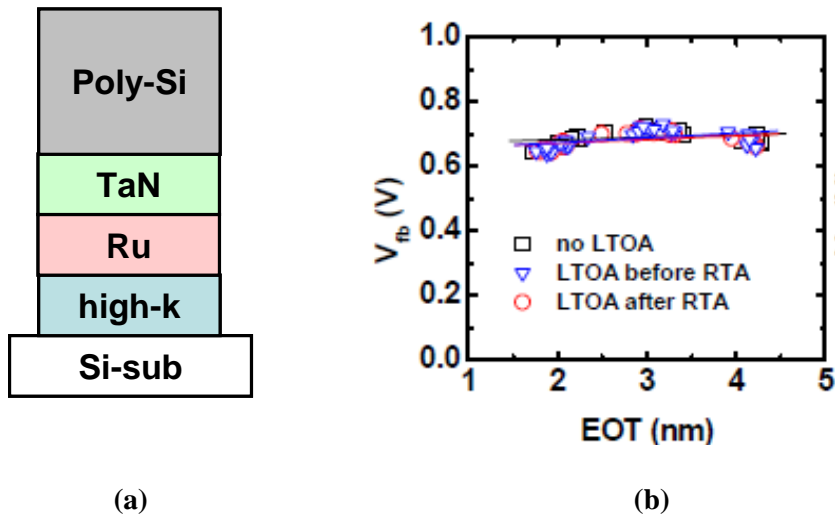 Poly-Si
TaN
Ru
high-k
Si-sub
(a)
1.0
0.8
0.6
0.4
0.2
0.0
V_fb (V)
no LTOA
LTOA before RTA
LTOA after RTA
1 2 3 4 5
EOT (nm)
(b)